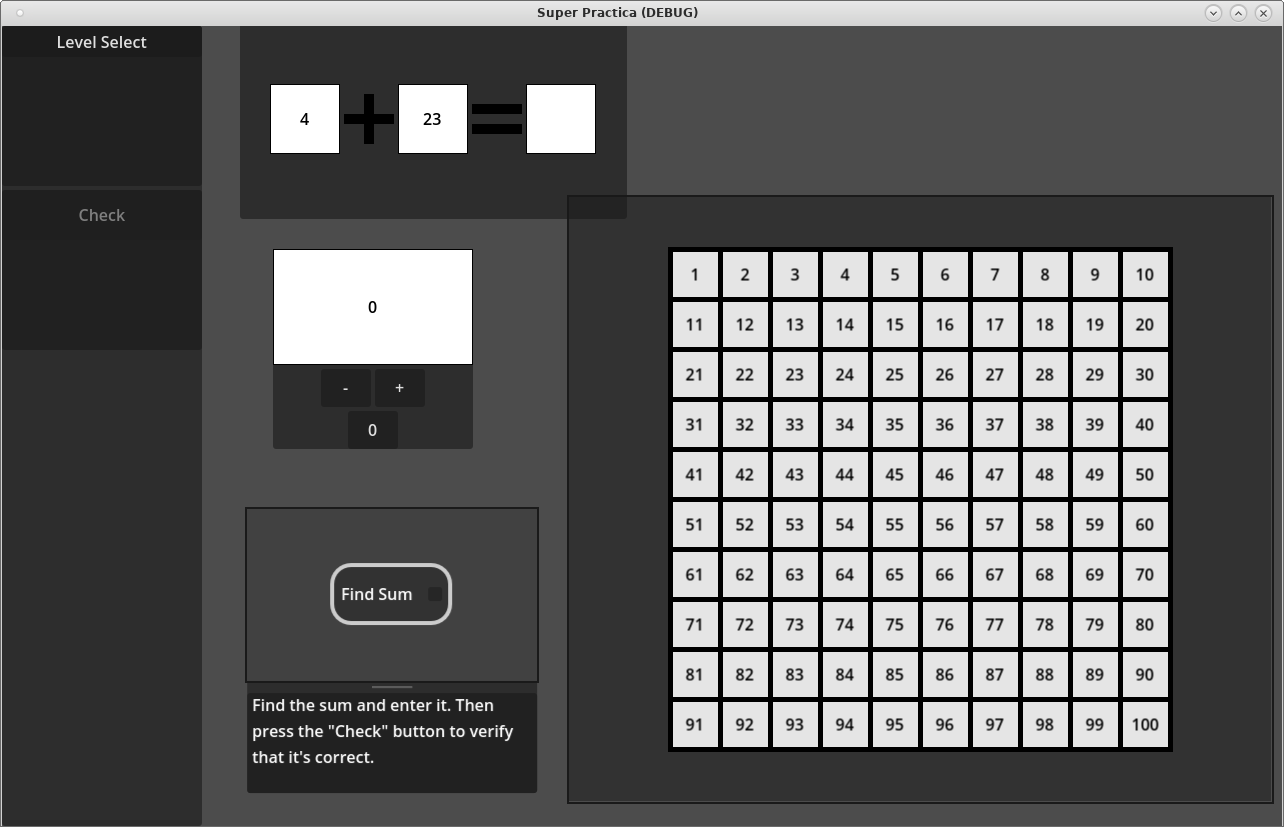 Super Practica (DEBUG)
Level Select
Check
4 + 23 =
0
- +
0
Find Sum
Find the sum and enter it. Then
press the "Check" button to verify
that it's correct.
1 2 3 4 5 6 7 8 9 10
11 12 13 14 15 16 17 18 19 20
21 22 23 24 25 26 27 28 29 30
31 32 33 34 35 36 37 38 39 40
41 42 43 44 45 46 47 48 49 50
51 52 53 54 55 56 57 58 59 60
61 62 63 64 65 66 67 68 69 70
71 72 73 74 75 76 77 78 79 80
81 82 83 84 85 86 87 88 89 90
91 92 93 94 95 96 97 98 99 100